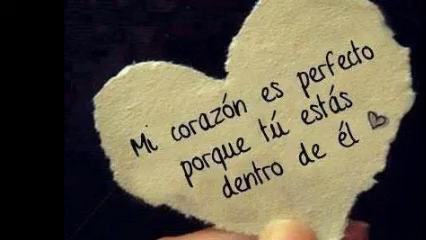 Mi corazón es perfecto
porque tú estás
dentro de él